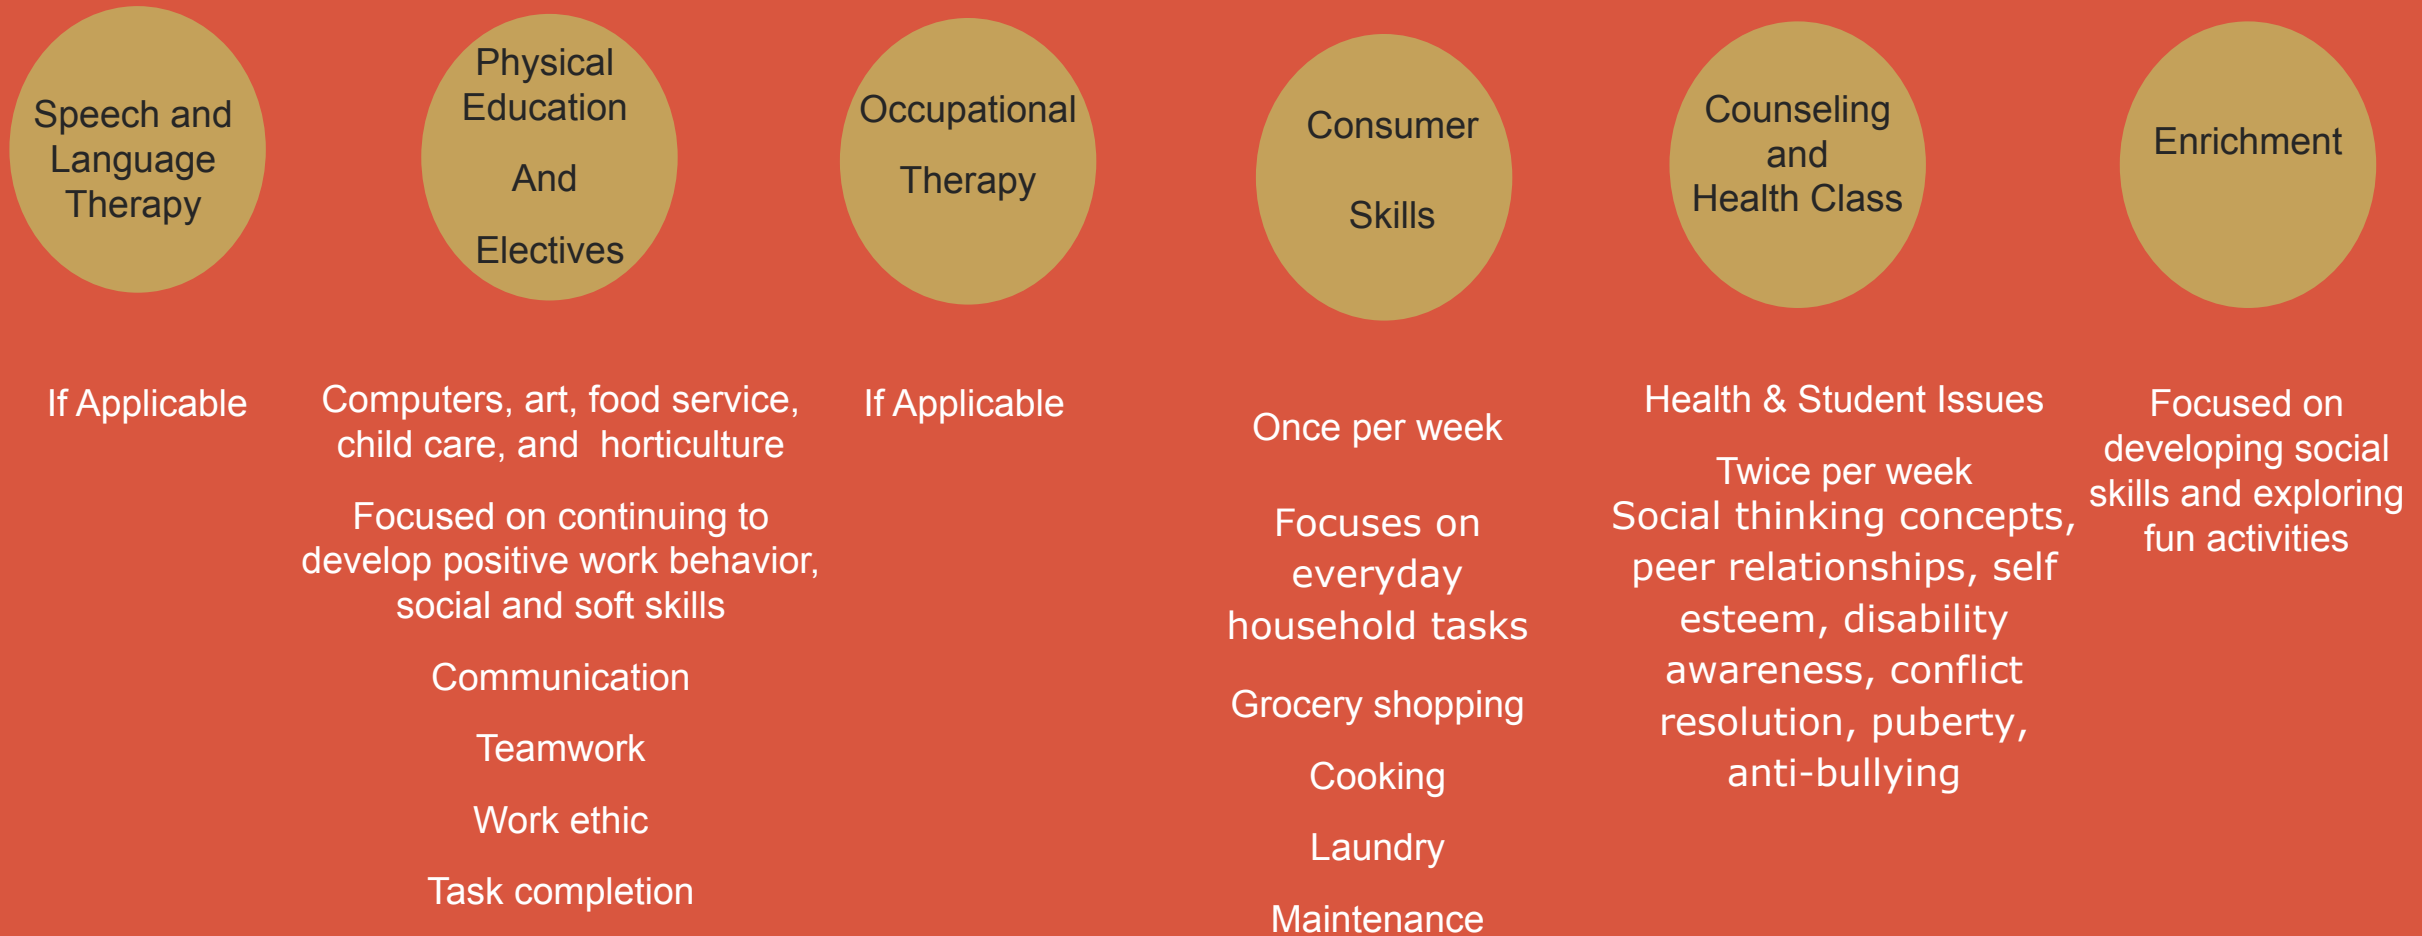 Speech and
Language
Therapy
If Applicable
Physical
Education
And
Electives
Computers, art, food service,
child care, and horticulture
Focused on continuing to
develop positive work behavior,
social and soft skills
Communication
Teamwork
Work ethic
Task completion
Occupational
Therapy
If Applicable
Consumer
Skills
Once per week
Focuses on
everyday
household tasks
Grocery shopping
Cooking
Laundry
Maintenance
Counseling
and
Health Class
Health & Student Issues
Twice per week
Social thinking concepts,
peer relationships, self
esteem, disability
awareness, conflict
resolution, puberty,
anti-bullying
Enrichment
Focused on
developing social
skills and exploring
fun activities